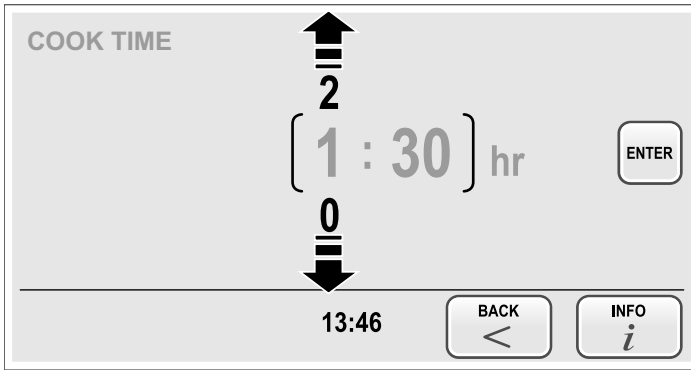 COOK TIME
2
1 : 30 hr
ENTER
0
13:46
BACK
<
INFO
i